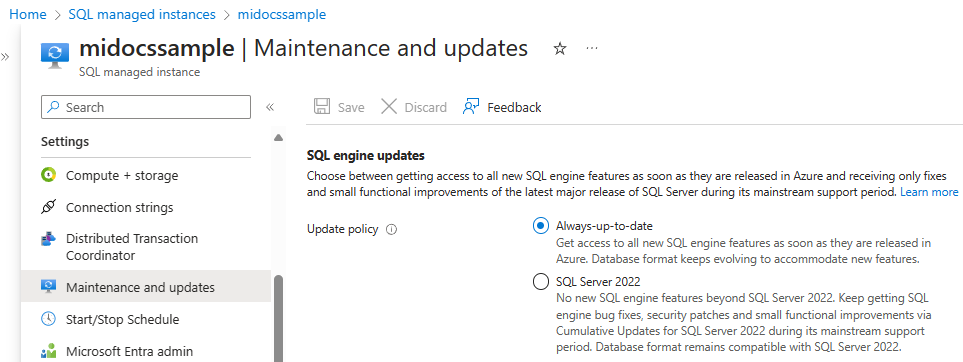 Home > SQL managed instances > midocssample
midocssample | Maintenance and updates
SQL managed instance
Search
Save
Discard
Feedback
Settings
Compute + storage
Connection strings
Distributed Transaction
Coordinator
Maintenance and updates
Start/Stop Schedule
Microsoft Entra admin
SQL engine updates
Choose between getting access to all new SQL engine features as soon as they are released in Azure and receiving only fixes
and small functional improvements of the latest major release of SQL Server during its mainstream support period. Learn more
Update policy
Always-up-to-date
Get access to all new SQL engine features as soon as they are released in
Azure. Database format keeps evolving to accommodate new features.
SQL Server 2022
No new SQL engine features beyond SQL Server 2022. Keep getting SQL
engine bug fixes, security patches and small functional improvements via
Cumulative Updates for SQL Server 2022 during its mainstream support
period. Database format remains compatible with SQL Server 2022.